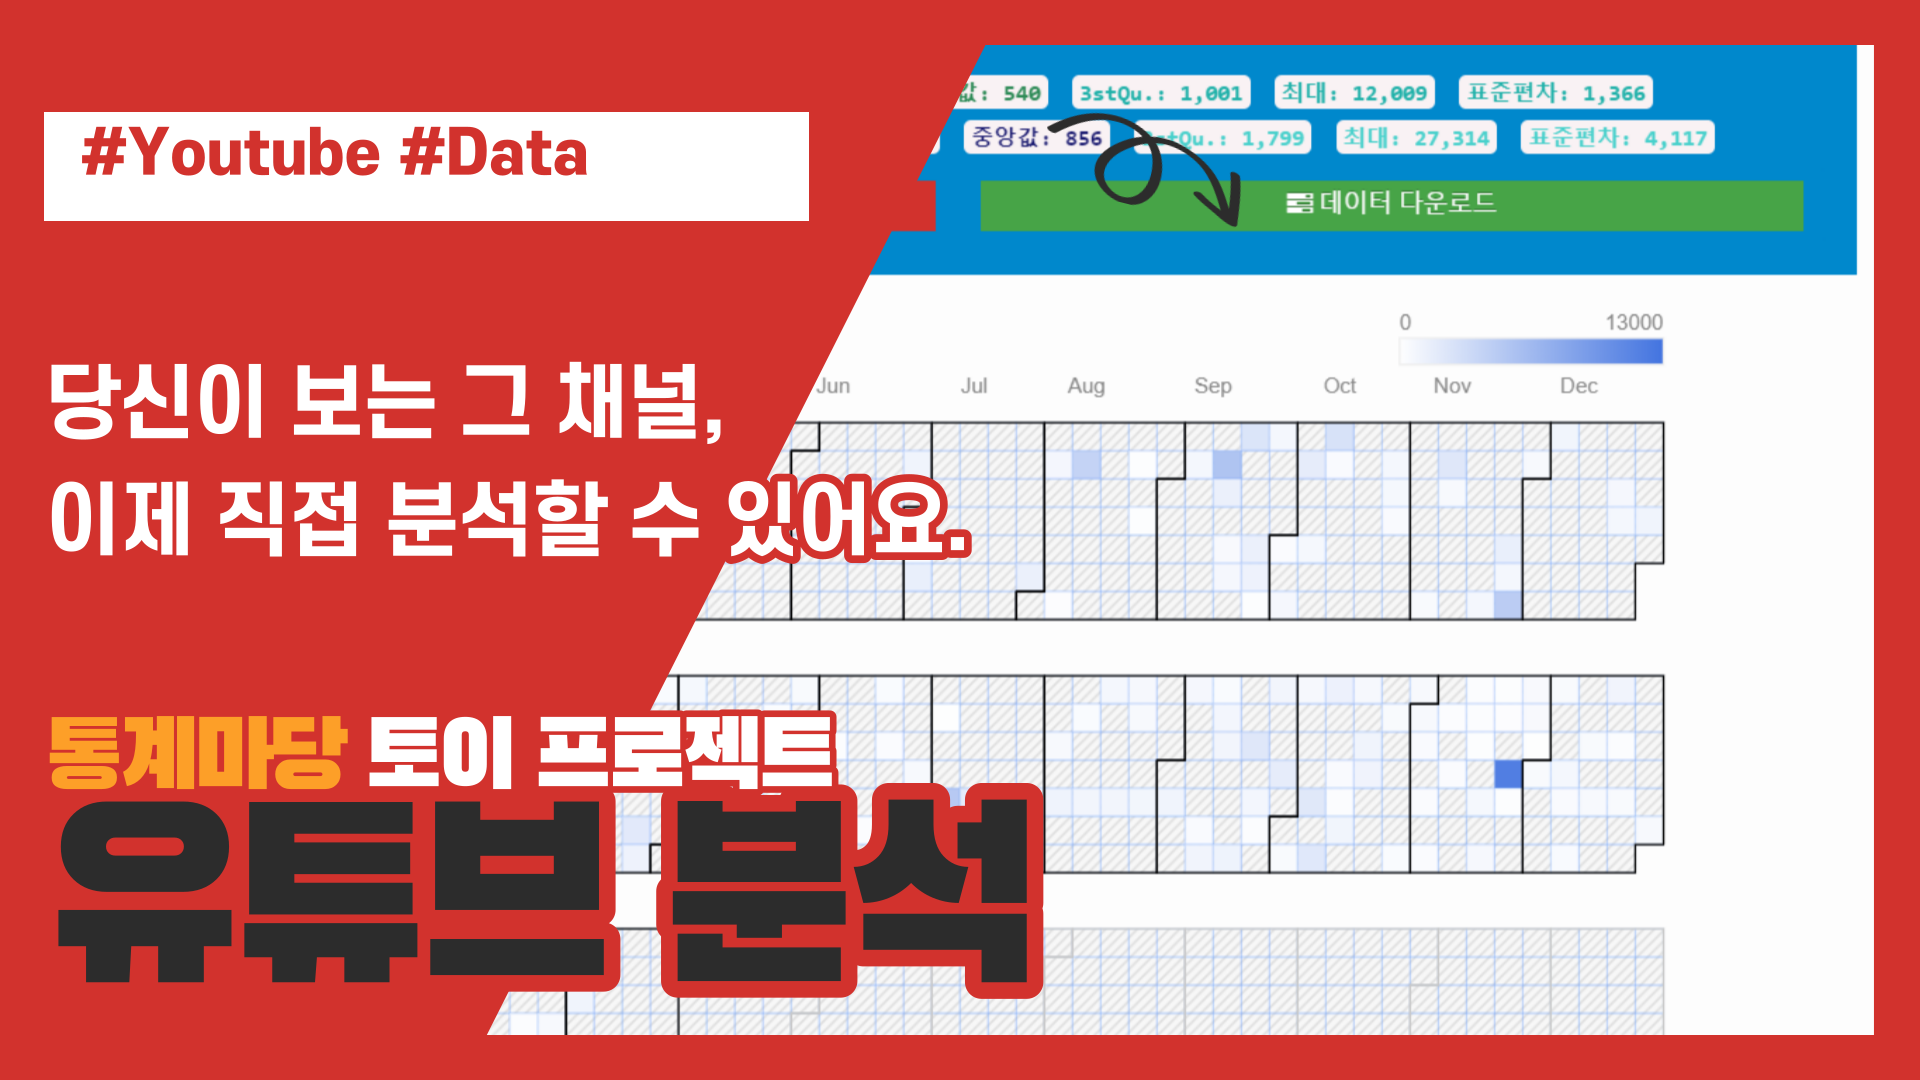 #Youtube #Data
당신이 보는 그 채널,
이제 직접 분석할 수 있어요.
통계마당 토이 프로젝트
유튜브 분석
값: 540 3stQu.: 1,001 최대: 12,009 표준편차: 1,366
중앙값: 856 3stQu.: 1,799 최대: 27,314 표준편차: 4,117
데이터 다운로드
0 13000
Jun Jul Aug Sep Oct Nov Dec